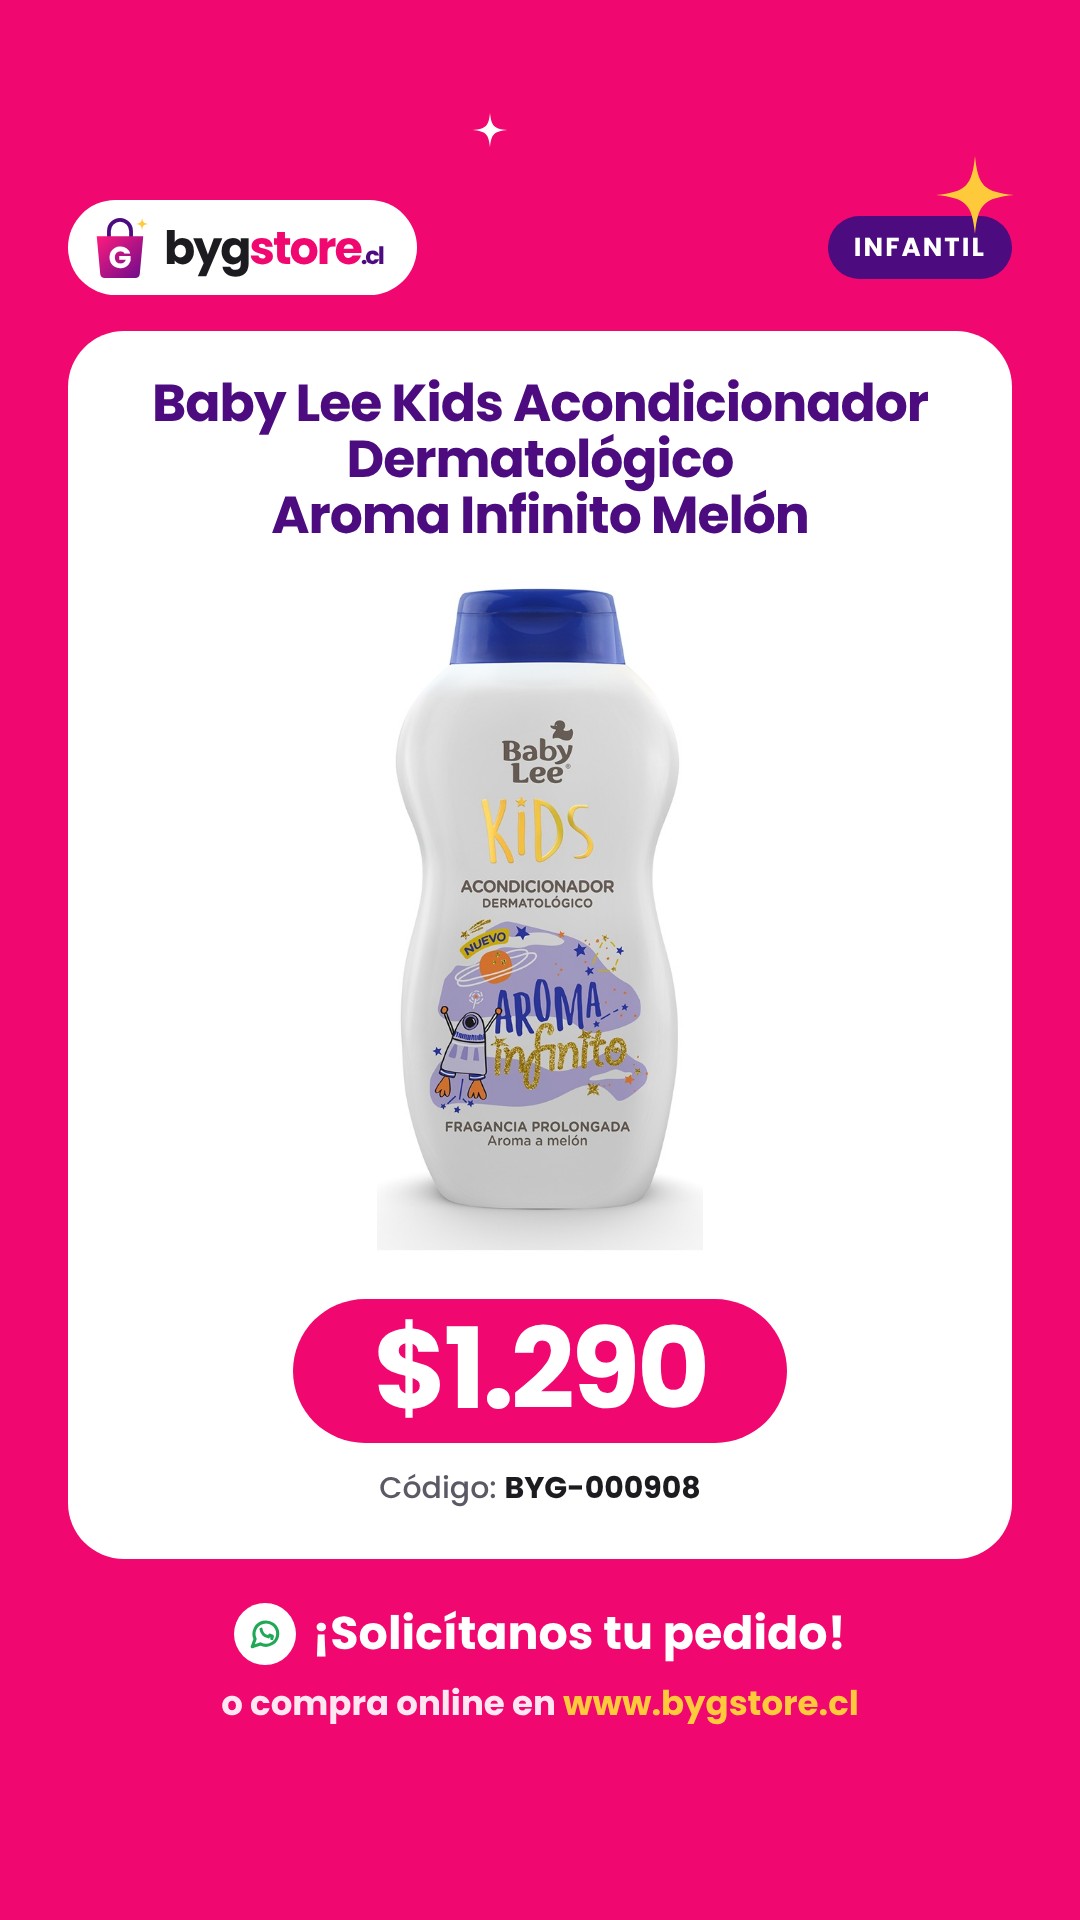 bygstore.cl
INFANTIL
Baby Lee Kids Acondicionador
Dermatológico
Aroma Infinito Melón
Baby
Lee
KiDS
ACONDICIONADOR
DERMATOLÓGICO
NUEVO
AROMA
infinito
FRAGANCIA PROLONGADA
Aroma a melón
$1.290
Código: BYG-000908
¡Solicítanos tu pedido!
o compra online en www.bygstore.cl